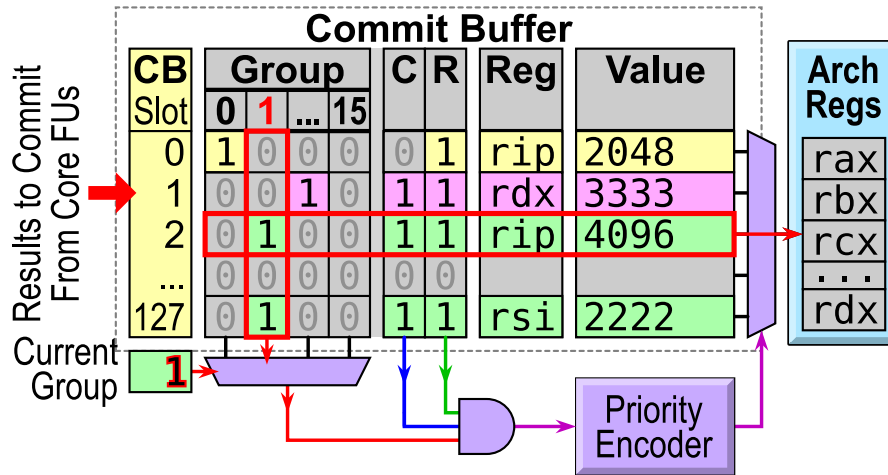 Commit Buffer
Results to Commit
From Core FUs
CB Group C R Reg Value
Slot 0 1 ... 15
0 1 0 0 0 0 1 rip 2048
1 0 0 1 0 1 1 rdx 3333
2 0 1 0 0 1 1 rip 4096
... 0 0 0 0 0 0
127 0 1 0 0 1 1 rsi 2222
Arch
Regs
rax
rbx
rcx
...
rdx
Current
Group
1
Priority
Encoder